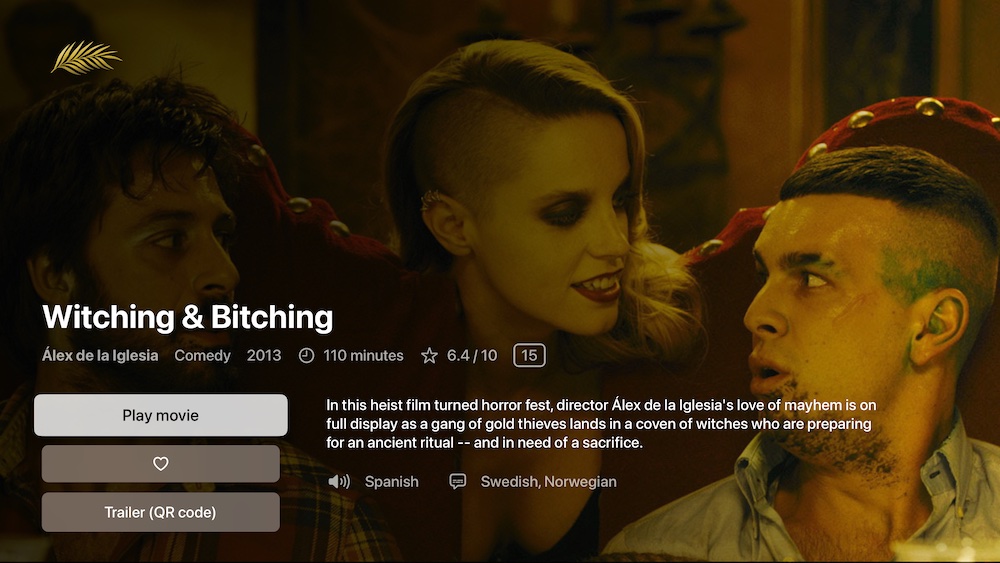 Witching & Bitching
Álex de la Iglesia Comedy 2013 110 minutes 6.4 / 10 15
Play movie
In this heist film turned horror fest, director Álex de la Iglesia's love of mayhem is on
full display as a gang of gold thieves lands in a coven of witches who are preparing
for an ancient ritual -- and in need of a sacrifice.
Spanish Swedish, Norwegian
Trailer (QR code)